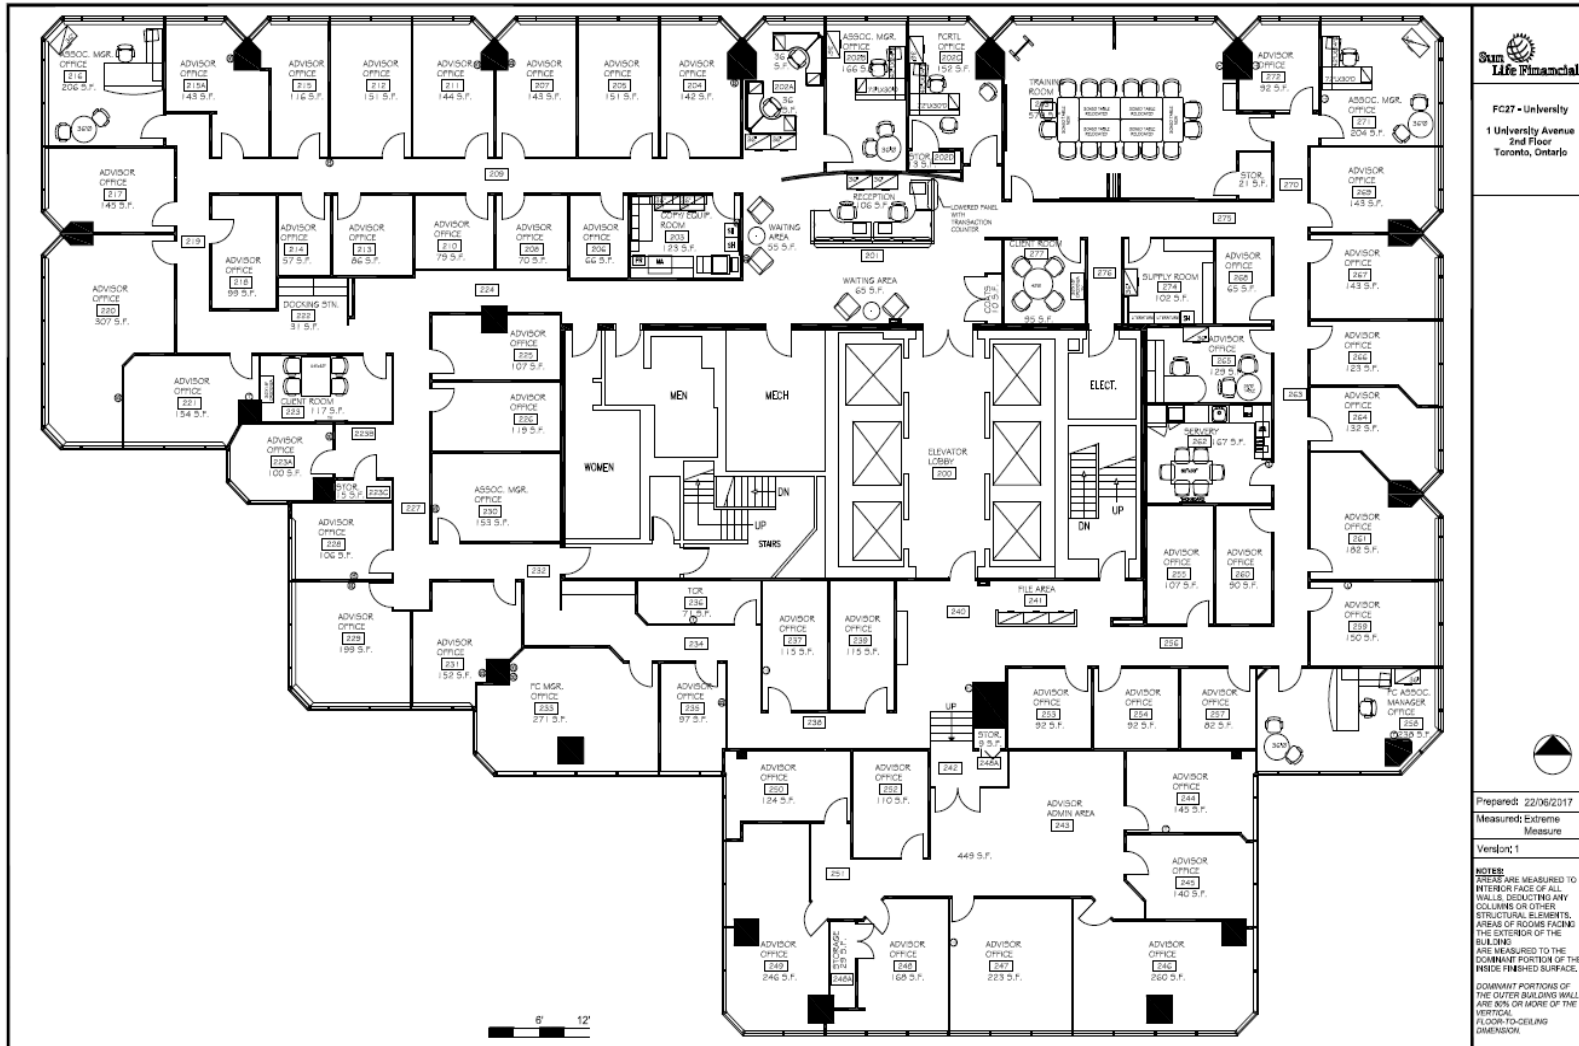 ASSOC. MGR.
OFFICE
216
206 S.F.
ADVISOR
OFFICE
215A
143 S.F.
ADVISOR
OFFICE
215
116 S.F.
ADVISOR
OFFICE
212
151 S.F.
ADVISOR
OFFICE
211
144 S.F.
ADVISOR
OFFICE
207
143 S.F.
ADVISOR
OFFICE
205
151 S.F.
ADVISOR
OFFICE
204
142 S.F.
202A
36
ASSOC. MGR.
OFFICE
202B
166 S.F.
FCRTL
OFFICE
202C
152 S.F.
STOR.
202D
TRAINING
ROOM
ADVISOR
OFFICE
272
92 S.F.
ASSOC. MGR.
OFFICE
271
204 S.F.
STOR.
21 S.F.
270
209
ADVISOR
OFFICE
217
145 S.F.
219
ADVISOR
OFFICE
218
99 S.F.
ADVISOR
OFFICE
214
57 S.F.
ADVISOR
OFFICE
213
86 S.F.
ADVISOR
OFFICE
210
79 S.F.
ADVISOR
OFFICE
208
70 S.F.
ADVISOR
OFFICE
206
66 S.F.
COPY/EQUIP.
ROOM
203
123 S.F.
WAITING
AREA
55 S.F.
RECEPTION
106 S.F.
LOWERED PANEL
WITH
TRANSACTION
COUNTER
201
CLIENT ROOM
277
95 S.F.
276
275
SUPPLY ROOM
274
102 S.F.
ADVISOR
OFFICE
268
65 S.F.
ADVISOR
OFFICE
269
143 S.F.
ADVISOR
OFFICE
267
143 S.F.
ADVISOR
OFFICE
220
307 S.F.
DOCKING STN.
222
31 S.F.
224
WAITING AREA
65 S.F.
COATS
10 S.F.
ADVISOR
OFFICE
225
107 S.F.
ADVISOR
OFFICE
265
129 S.F.
ADVISOR
OFFICE
266
123 S.F.
ADVISOR
OFFICE
221
154 S.F.
CLIENT ROOM
223
117 S.F.
ADVISOR
OFFICE
226
119 S.F.
MEN
MECH
ELECT.
263
ADVISOR
OFFICE
264
132 S.F.
223B
ADVISOR
OFFICE
223A
100 S.F.
STOR.
15 S.F.
223C
WOMEN
ELEVATOR
LOBBY
200
SERVERY
262
167 S.F.
ASSOC. MGR.
OFFICE
230
153 S.F.
227
DN
UP
STAIRS
DN
UP
ADVISOR
OFFICE
261
182 S.F.
ADVISOR
OFFICE
228
106 S.F.
232
ADVISOR
OFFICE
255
107 S.F.
ADVISOR
OFFICE
260
90 S.F.
236
71 S.F.
FILE AREA
241
240
ADVISOR
OFFICE
259
150 S.F.
ADVISOR
OFFICE
229
199 S.F.
ADVISOR
OFFICE
231
152 S.F.
234
ADVISOR
OFFICE
237
115 S.F.
ADVISOR
OFFICE
239
115 S.F.
256
FC MGR.
OFFICE
233
271 S.F.
ADVISOR
OFFICE
235
97 S.F.
238
UP
STOR.
9 S.F.
ADVISOR
OFFICE
253
92 S.F.
ADVISOR
OFFICE
254
92 S.F.
ADVISOR
OFFICE
257
82 S.F.
FC ASSOC.
MANAGER
OFFICE
258
238 S.F.
ADVISOR
OFFICE
250
124 S.F.
ADVISOR
OFFICE
252
110 S.F.
242
248A
ADVISOR
ADMIN AREA
243
449 S.F.
ADVISOR
OFFICE
244
145 S.F.
251
ADVISOR
OFFICE
245
140 S.F.
ADVISOR
OFFICE
249
246 S.F.
STORAGE
29 S.F.
248A
ADVISOR
OFFICE
248
168 S.F.
ADVISOR
OFFICE
247
223 S.F.
ADVISOR
OFFICE
246
260 S.F.
6'
12'
Sun
Life Financial
FC27 - University
1 University Avenue
2nd Floor
Toronto, Ontario
Prepared: 22/06/2017
Measured: Extreme
Measure
Version: 1
NOTES:
AREAS ARE MEASURED TO
INTERIOR FACE OF ALL
WALLS, DEDUCTING ANY
COLUMNS OR OTHER
STRUCTURAL ELEMENTS.
AREAS OF ROOMS FACING
THE EXTERIOR OF THE
BUILDING
ARE MEASURED TO THE
DOMINANT PORTION OF THE
INSIDE FINISHED SURFACE.
DOMINANT PORTIONS OF
THE OUTER BUILDING WALL
ARE 50% OR MORE OF THE
VERTICAL
FLOOR-TO-CEILING
DIMENSION.